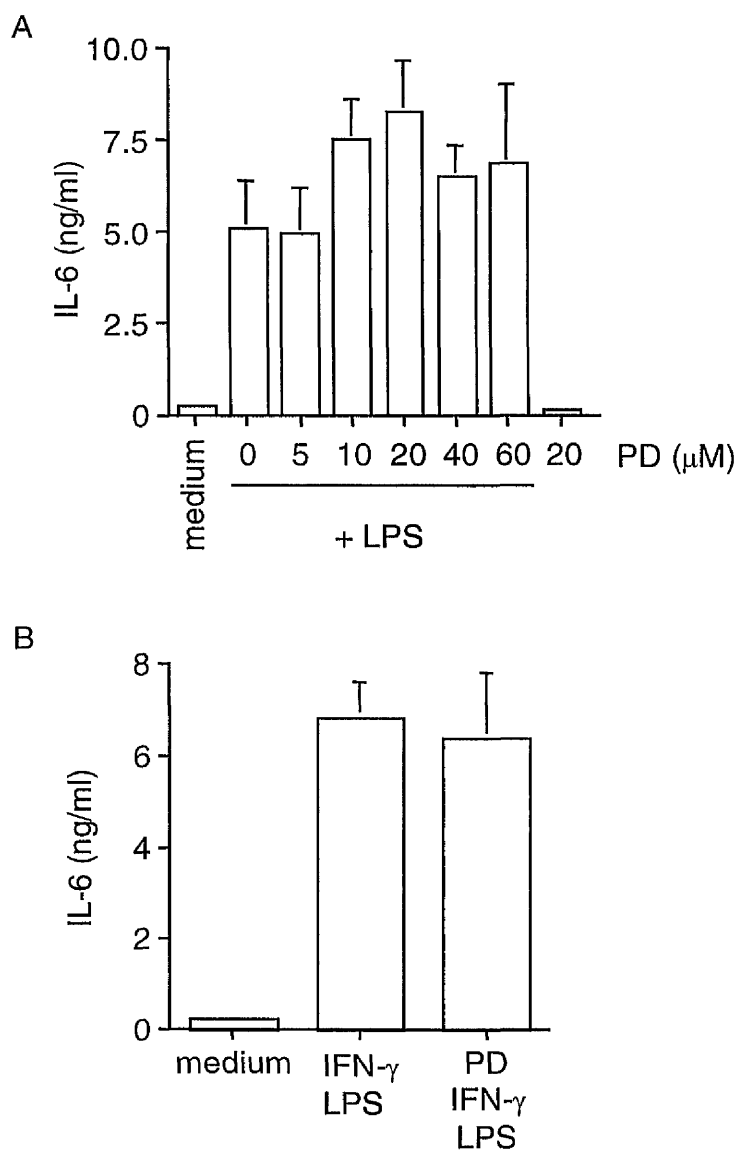 A
10.0
7.5
5.0
2.5
0
IL-6 (ng/ml)
medium
0 5 10 20 40 60 20 PD (μM)
+ LPS
B
8
6
4
2
0
IL-6 (ng/ml)
medium IFN-γ PD
LPS IFN-γ
LPS